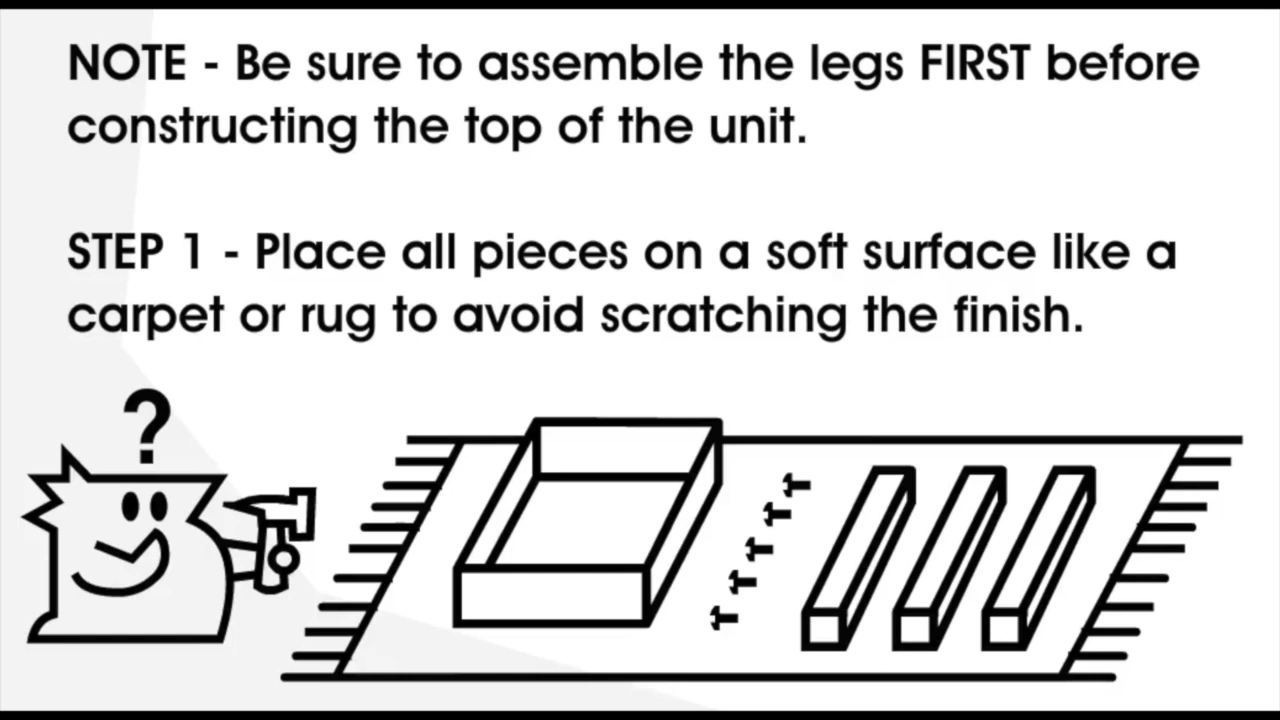 NOTE - Be sure to assemble the legs FIRST before
constructing the top of the unit.
STEP 1 - Place all pieces on a soft surface like a
carpet or rug to avoid scratching the finish.
?